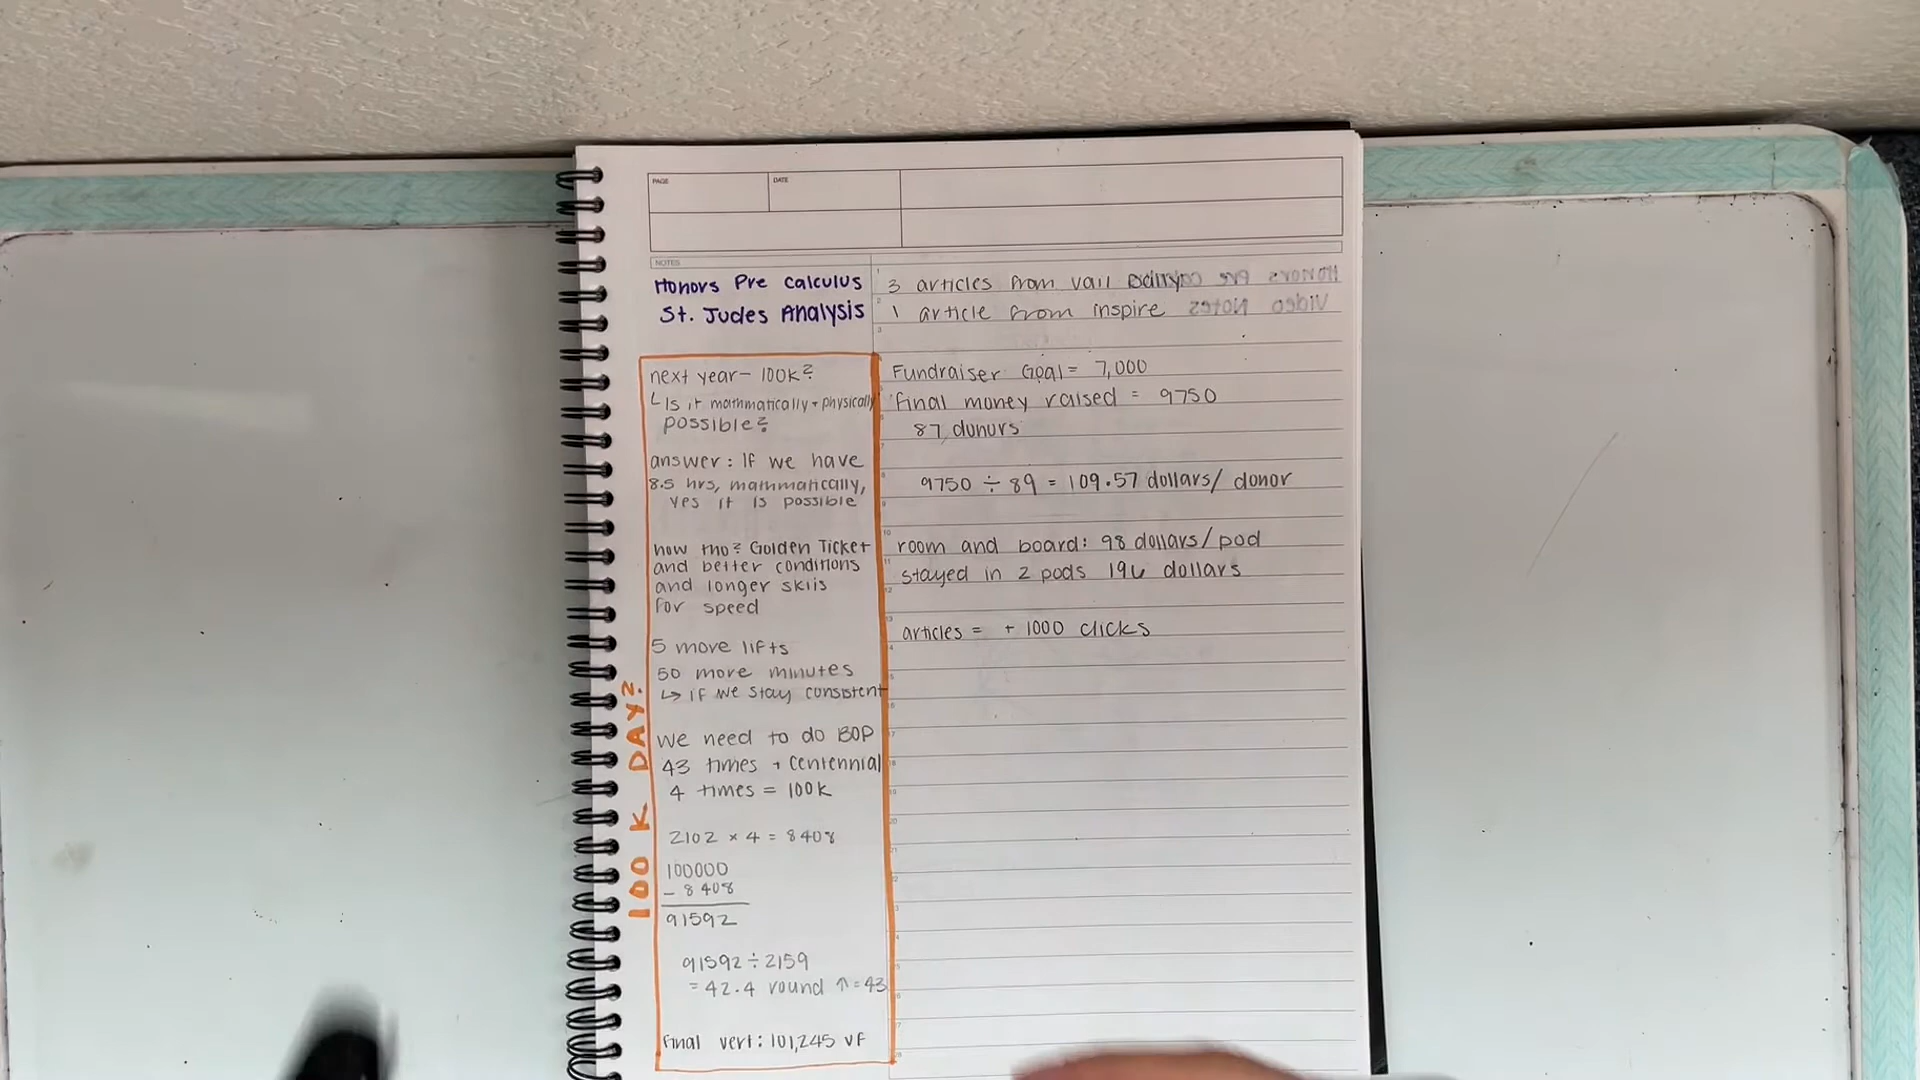 PAGE
DATE
NOTES
Honors Pre Calculus
St. Judes Analysis
next year - 100K?
↳ Is it mathmatically + physically
possible?
answer: If we have
8.5 hrs, mathmatically,
yes it is possible
how tho? Golden Ticket
and better conditions
and longer skiis
for speed
5 more lifts
50 more minutes
↳ if we stay consistent
we need to do BOP
43 times + Centennial
4 times = 100K
2102 × 4 = 8408
100000
- 8408
91592
91592 ÷ 2159
= 42.4 round ↑ = 43
final vert: 101,245 vf
100 K DAY?
3 articles from vail Daily
1 article from inspire
Fundraiser Goal = 7,000
final money raised = 9750
87 donors
9750 ÷ 89 = 109.57 dollars/ donor
room and board: 98 dollars/pod
stayed in 2 pods 196 dollars
articles = + 1000 clicks